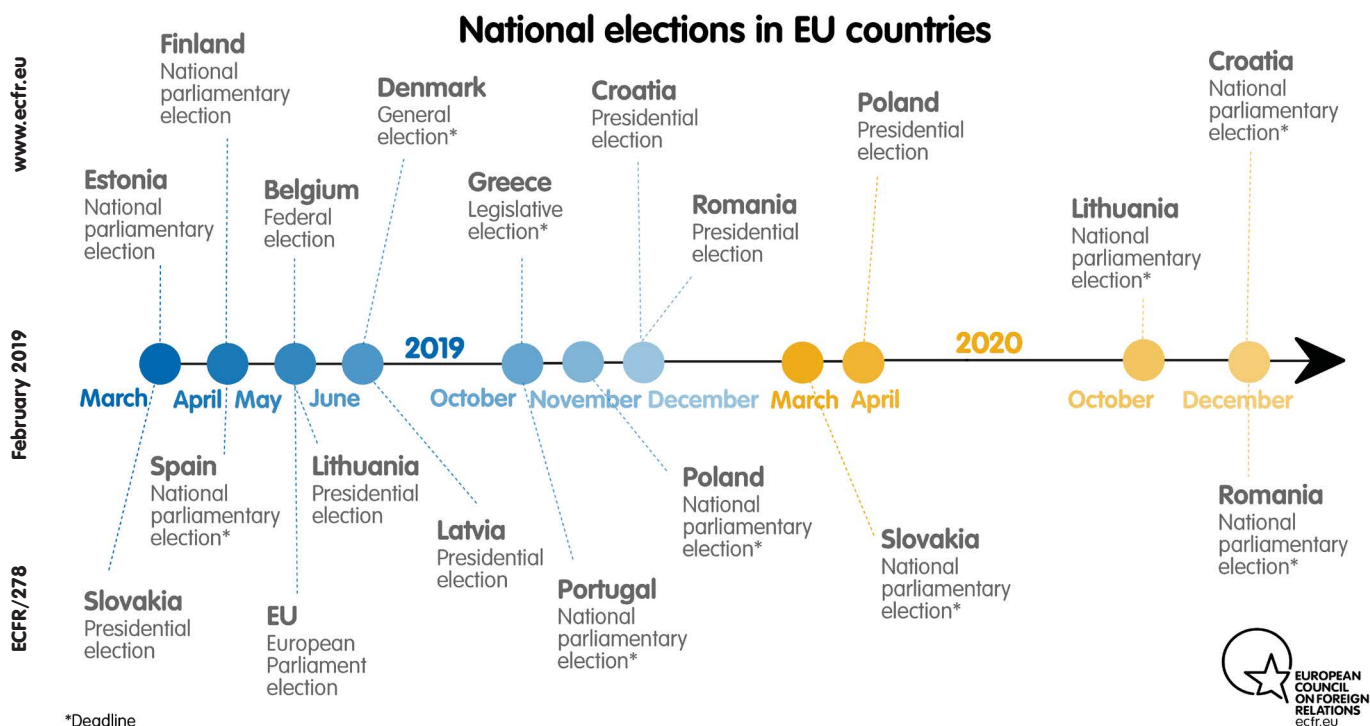 National elections in EU countries
www.ecfr.eu
February 2019
ECFR/278
Finland
National
parliamentary
election
Denmark
General
election*
Croatia
Presidential
election
Poland
Presidential
election
Croatia
National
parliamentary
election*
Estonia
National
parliamentary
election
Belgium
Federal
election
Greece
Legislative
election*
Romania
Presidential
election
Lithuania
National
parliamentary
election*
2019
2020
March April May June October November December March April October December
Spain
National
parliamentary
election*
Lithuania
Presidential
election
Latvia
Presidential
election
Poland
National
parliamentary
election*
Slovakia
National
parliamentary
election*
Romania
National
parliamentary
election*
Slovakia
Presidential
election
EU
European
Parliament
election
Portugal
National
parliamentary
election*
*Deadline
EUROPEAN
COUNCIL
ON FOREIGN
RELATIONS
ecfr.eu